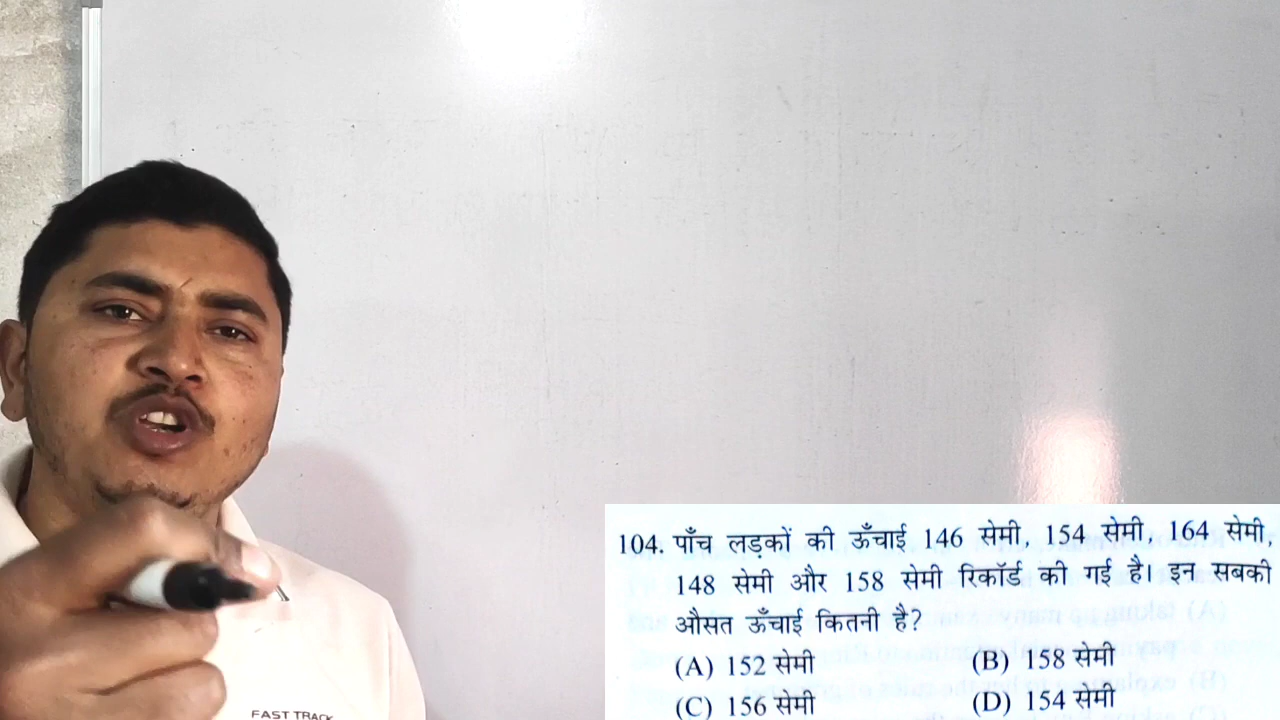 104. पाँच लड़कों की ऊँचाई 146 सेमी, 154 सेमी, 164 सेमी,
148 सेमी और 158 सेमी रिकॉर्ड की गई है। इन सबकी
औसत ऊँचाई कितनी है?
(A) 152 सेमी (B) 158 सेमी
(C) 156 सेमी (D) 154 सेमी
FAST TRACK